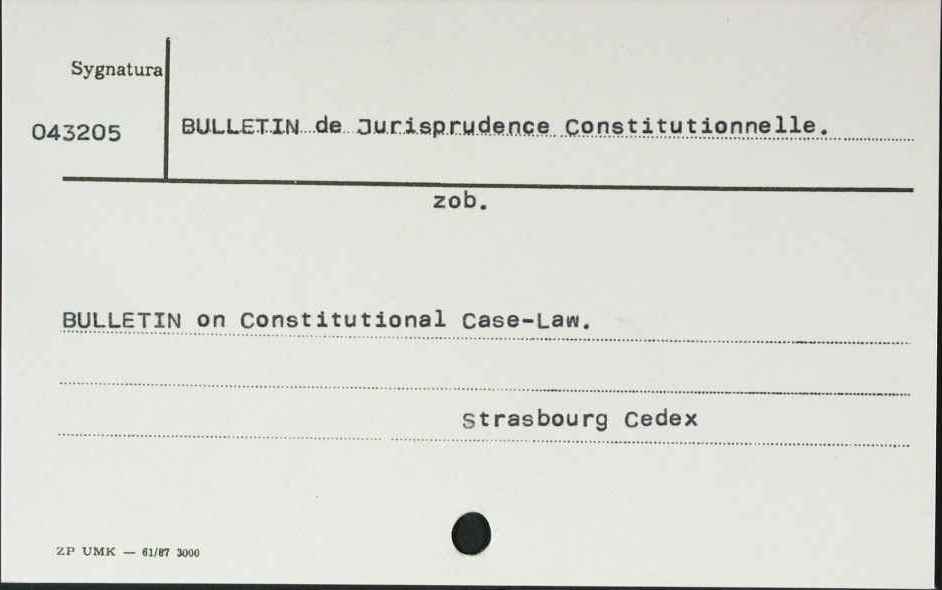 Sygnatura
043205
BULLETIN de Jurisprudence Constitutionnelle.
zob.
BULLETIN on Constitutional Case-Law.
Strasbourg Cedex
ZP UMK — 61/87 3000